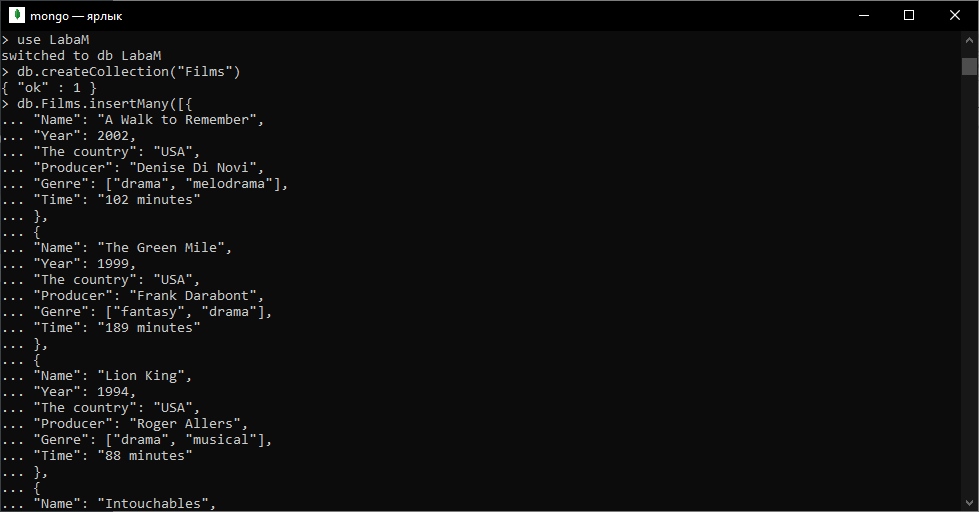 mongo — ярлык
> use LabaM
switched to db LabaM
> db.createCollection("Films")
{ "ok" : 1 }
> db.Films.insertMany([{
... "Name": "A Walk to Remember",
... "Year": 2002,
... "The country": "USA",
... "Producer": "Denise Di Novi",
... "Genre": ["drama", "melodrama"],
... "Time": "102 minutes"
... },
... {
... "Name": "The Green Mile",
... "Year": 1999,
... "The country": "USA",
... "Producer": "Frank Darabont",
... "Genre": ["fantasy", "drama"],
... "Time": "189 minutes"
... },
... {
... "Name": "Lion King",
... "Year": 1994,
... "The country": "USA",
... "Producer": "Roger Allers",
... "Genre": ["drama", "musical"],
... "Time": "88 minutes"
... },
... {
... "Name": "Intouchables",